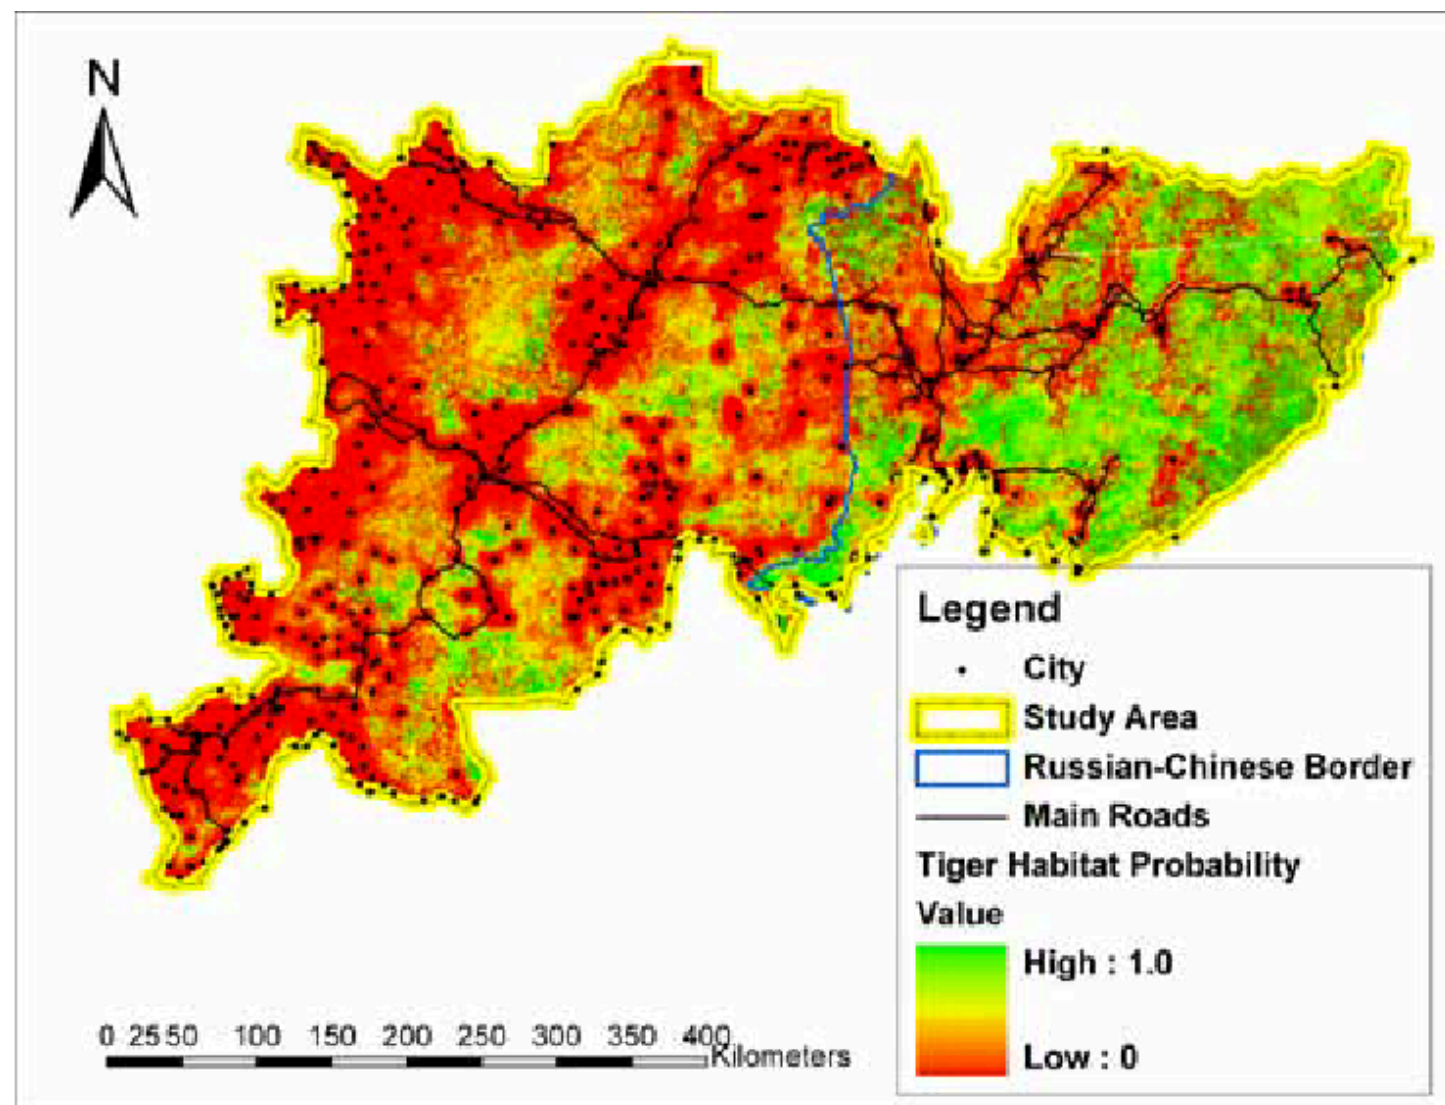 N
Legend
City
Study Area
Russian-Chinese Border
Main Roads
Tiger Habitat Probability
Value
High : 1.0
Low : 0
0 25 50 100 150 200 250 300 350 400
Kilometers